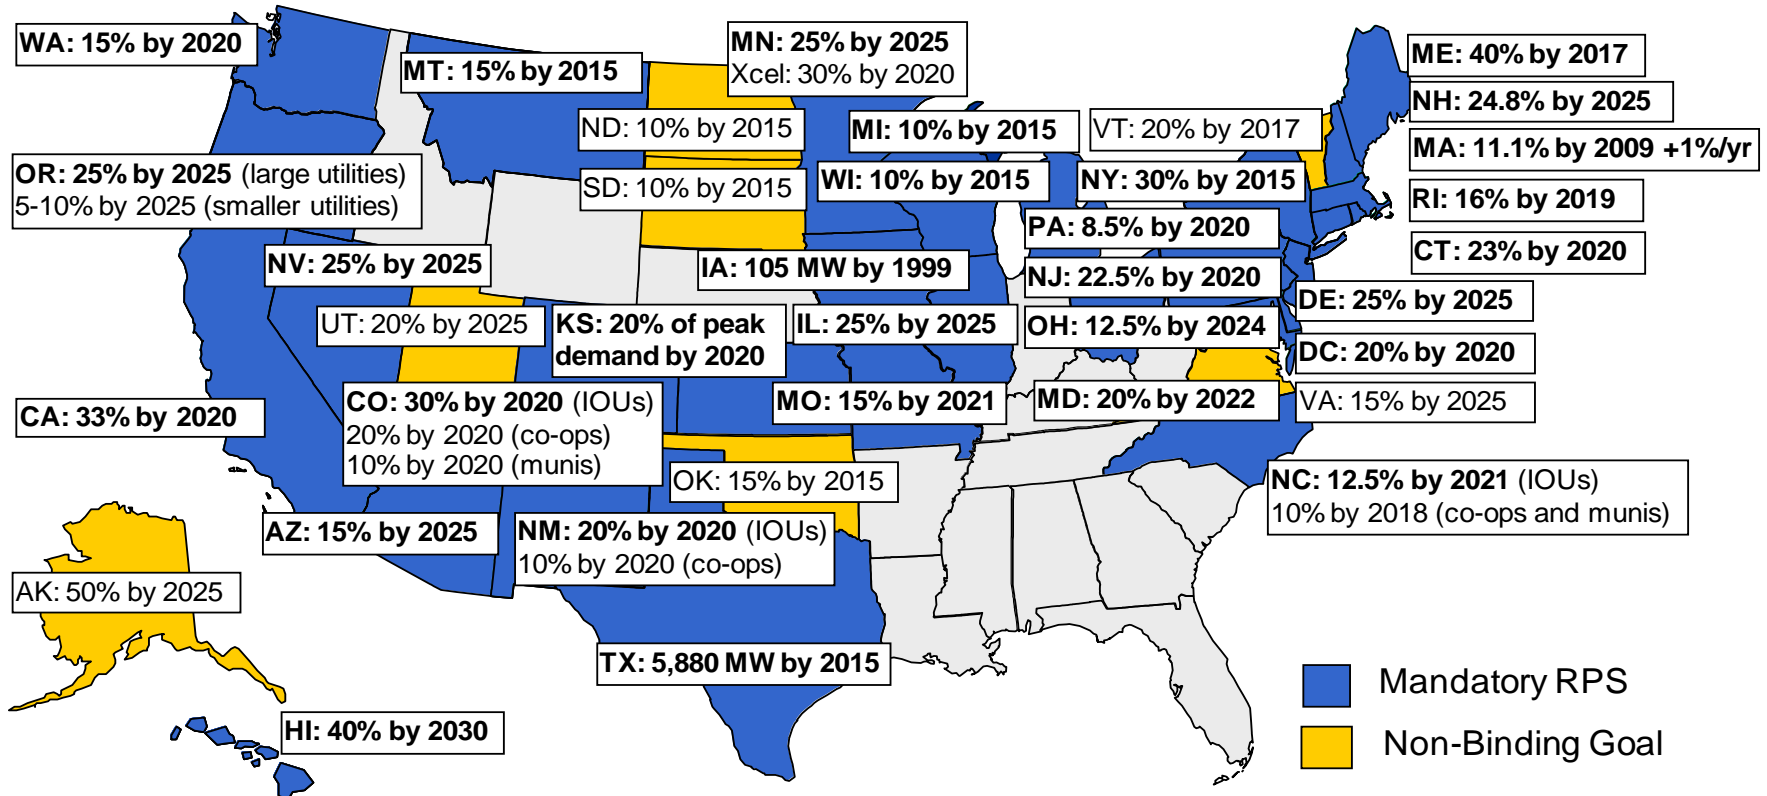 WA: 15% by 2020
MT: 15% by 2015
MN: 25% by 2025
Xcel: 30% by 2020
ME: 40% by 2017
NH: 24.8% by 2025
ND: 10% by 2015
MI: 10% by 2015
VT: 20% by 2017
MA: 11.1% by 2009 +1%/yr
OR: 25% by 2025 (large utilities)
5-10% by 2025 (smaller utilities)
SD: 10% by 2015
WI: 10% by 2015
NY: 30% by 2015
RI: 16% by 2019
PA: 8.5% by 2020
CT: 23% by 2020
NV: 25% by 2025
IA: 105 MW by 1999
NJ: 22.5% by 2020
DE: 25% by 2025
UT: 20% by 2025
KS: 20% of peak
demand by 2020
IL: 25% by 2025
OH: 12.5% by 2024
DC: 20% by 2020
CA: 33% by 2020
CO: 30% by 2020 (IOUs)
20% by 2020 (co-ops)
10% by 2020 (munis)
MO: 15% by 2021
MD: 20% by 2022
VA: 15% by 2025
OK: 15% by 2015
NC: 12.5% by 2021 (IOUs)
10% by 2018 (co-ops and munis)
AZ: 15% by 2025
NM: 20% by 2020 (IOUs)
10% by 2020 (co-ops)
AK: 50% by 2025
TX: 5,880 MW by 2015
HI: 40% by 2030
Mandatory RPS
Non-Binding Goal